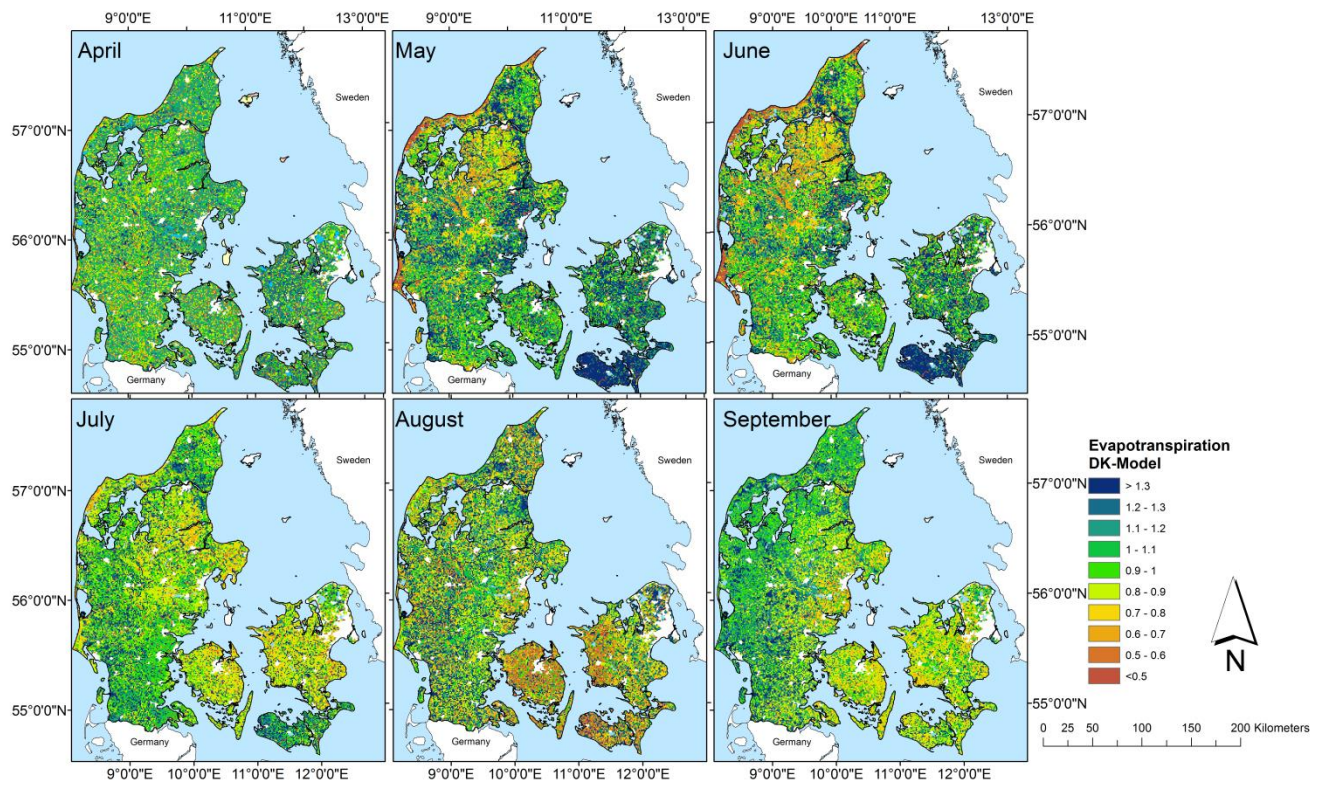 9°0'0"E 10°0'0"E 11°0'0"E 13°0'0"E
9°0'0"E 10°0'0"E 11°0'0"E 13°0'0"E
9°0'0"E 10°0'0"E 11°0'0"E 13°0'0"E
April
Sweden
Germany
May
Sweden
Germany
June
Sweden
Germany
57°0'0"N
56°0'0"N
55°0'0"N
57°0'0"N
56°0'0"N
55°0'0"N
July
Sweden
Germany
August
Sweden
Germany
September
Sweden
Germany
57°0'0"N
56°0'0"N
55°0'0"N
57°0'0"N
56°0'0"N
55°0'0"N
9°0'0"E 10°0'0"E 11°0'0"E 12°0'0"E
9°0'0"E 10°0'0"E 11°0'0"E 12°0'0"E
9°0'0"E 10°0'0"E 11°0'0"E 12°0'0"E
Evapotranspiration
DK-Model
> 1.3
1.2 - 1.3
1.1 - 1.2
1 - 1.1
0.9 - 1
0.8 - 0.9
0.7 - 0.8
0.6 - 0.7
0.5 - 0.6
<0.5
N
0 25 50 100 150 200 Kilometers